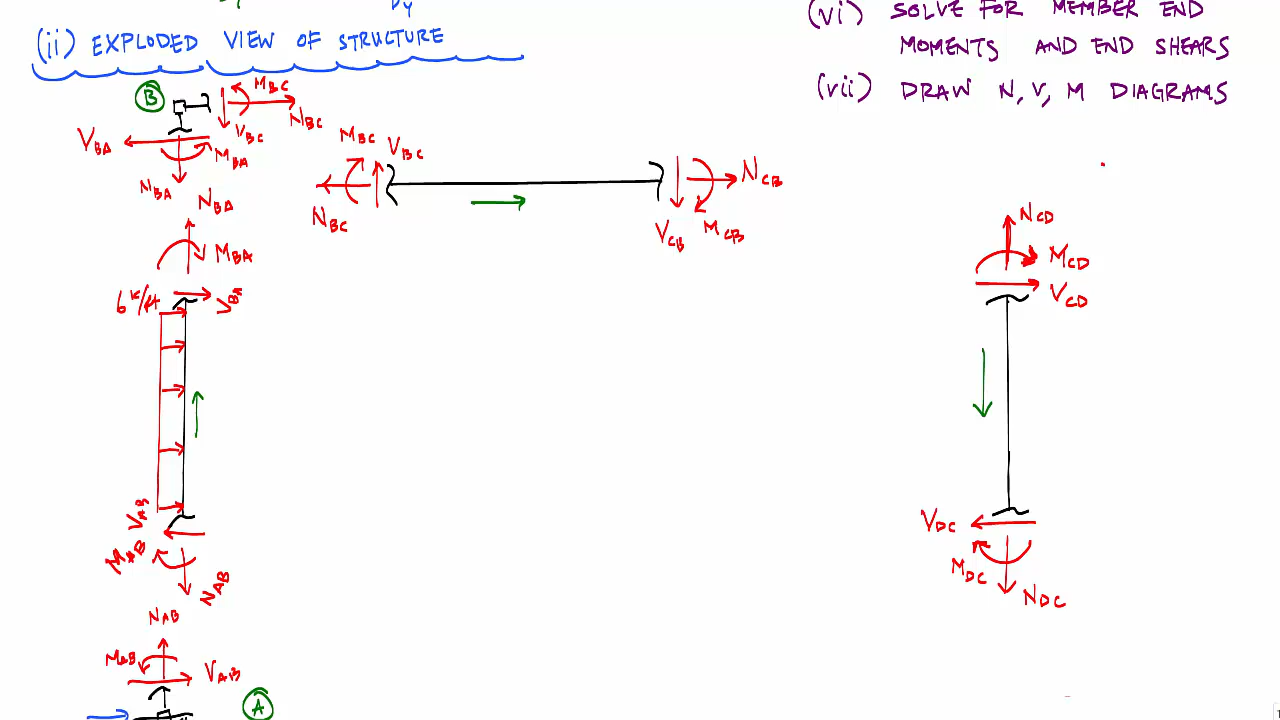 (vi) SOLVE FOR MEMBER END
MOMENTS AND END SHEARS
(vii) DRAW N, V, M DIAGRAMS
(ii) EXPLODED VIEW OF STRUCTURE
B
M_BC
N_BC
V_BC
V_BA
M_BA
N_BA
N_BA
M_BA
6 K/ft
V_BA
V_AB
M_AB
N_AB
N_AB
M_AB
V_AB
A
M_BC
V_BC
N_BC
N_CB
V_CB
M_CB
N_CD
M_CD
V_CD
V_DC
M_DC
N_DC